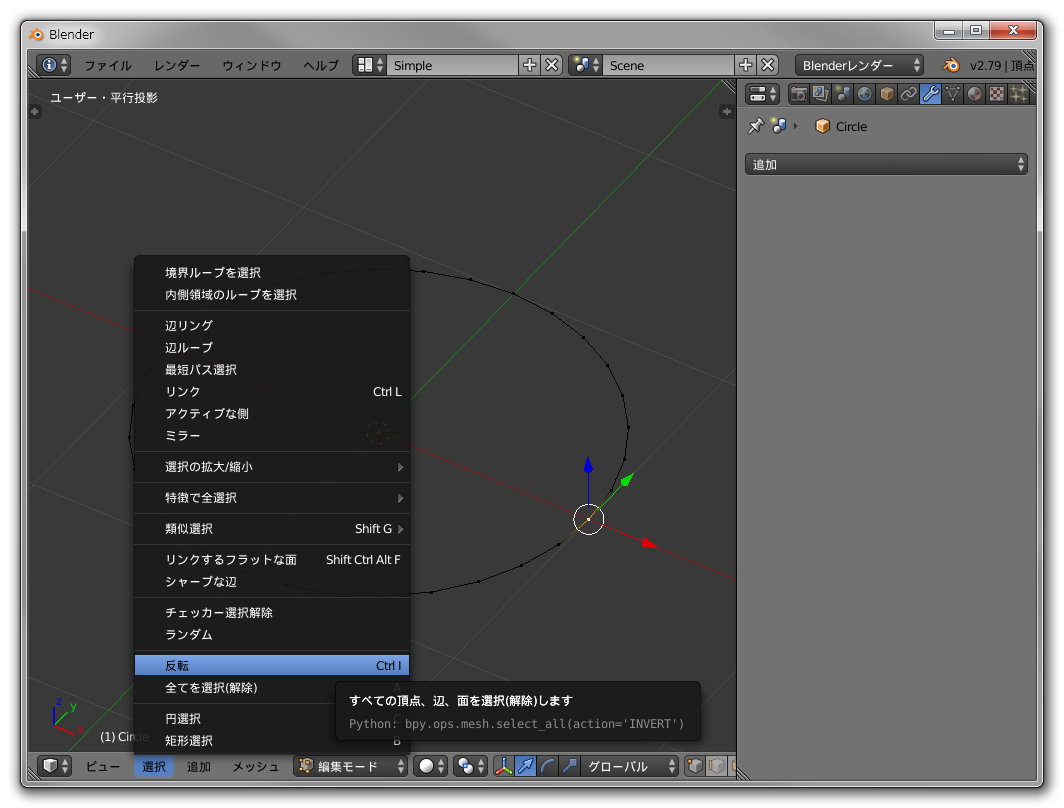 Blender
ファイル レンダー ウィンドウ ヘルプ Simple Scene Blenderレンダー v2.79 | 頂点
ユーザー・平行投影
Circle
追加
境界ループを選択
内側領域のループを選択
辺リング
辺ループ
最短パス選択
リンク Ctrl L
アクティブな側
ミラー
選択の拡大/縮小
特徴で全選択
類似選択 Shift G
リンクするフラットな面 Shift Ctrl Alt F
シャープな辺
チェッカー選択解除
ランダム
反転 Ctrl I
全てを選択(解除) A
すべての頂点、辺、面を選択(解除)します
Python: bpy.ops.mesh.select_all(action='INVERT')
円選択 C
矩形選択 B
z
y
x
(1) Circle
ビュー 選択 追加 メッシュ 編集モード グローバル